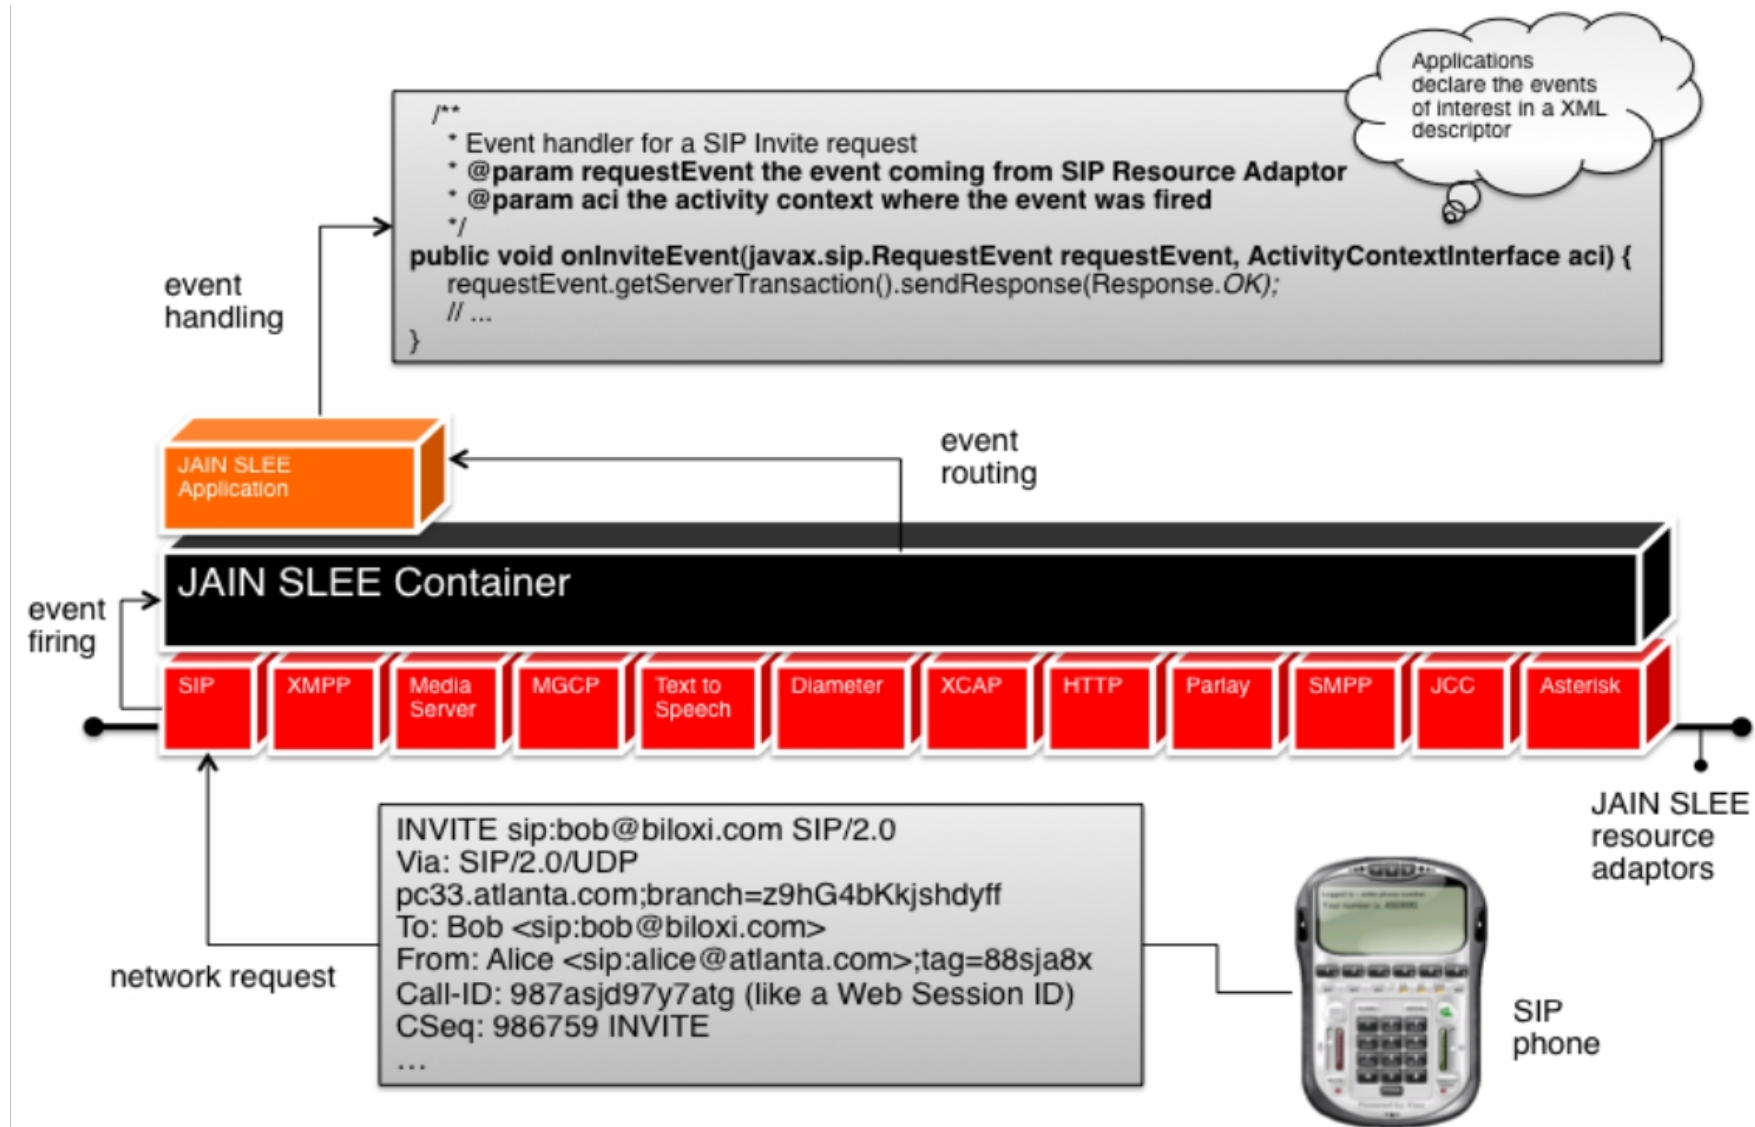 Applications
declare the events
of interest in a XML
descriptor
/**
* Event handler for a SIP Invite request
* @param requestEvent the event coming from SIP Resource Adaptor
* @param aci the activity context where the event was fired
*/
public void onInviteEvent(javax.sip.RequestEvent requestEvent, ActivityContextInterface aci) {
requestEvent.getServerTransaction().sendResponse(Response.OK);
// ...
}
event
handling
JAIN SLEE
Application
event
routing
JAIN SLEE Container
event
firing
SIP
XMPP
Media
Server
MGCP
Text to
Speech
Diameter
XCAP
HTTP
Parlay
SMPP
JCC
Asterisk
JAIN SLEE
resource
adaptors
INVITE sip:bob@biloxi.com SIP/2.0
Via: SIP/2.0/UDP
pc33.atlanta.com;branch=z9hG4bKkjshdyff
To: Bob <sip:bob@biloxi.com>
From: Alice <sip:alice@atlanta.com>;tag=88sja8x
Call-ID: 987asjd97y7atg (like a Web Session ID)
CSeq: 986759 INVITE
...
network request
SIP
phone